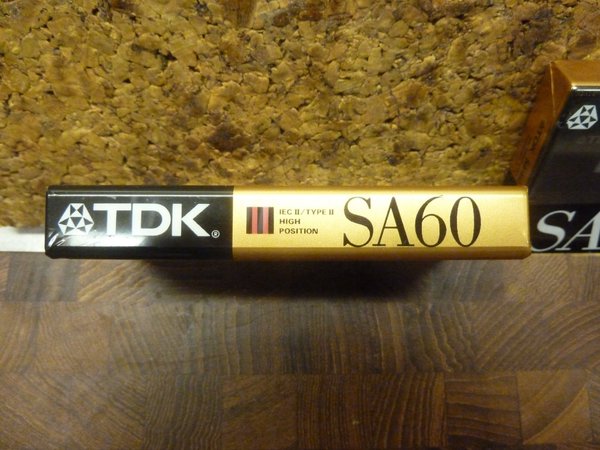 TDK®
IEC II/TYPE II
HIGH
POSITION
SA60
SA